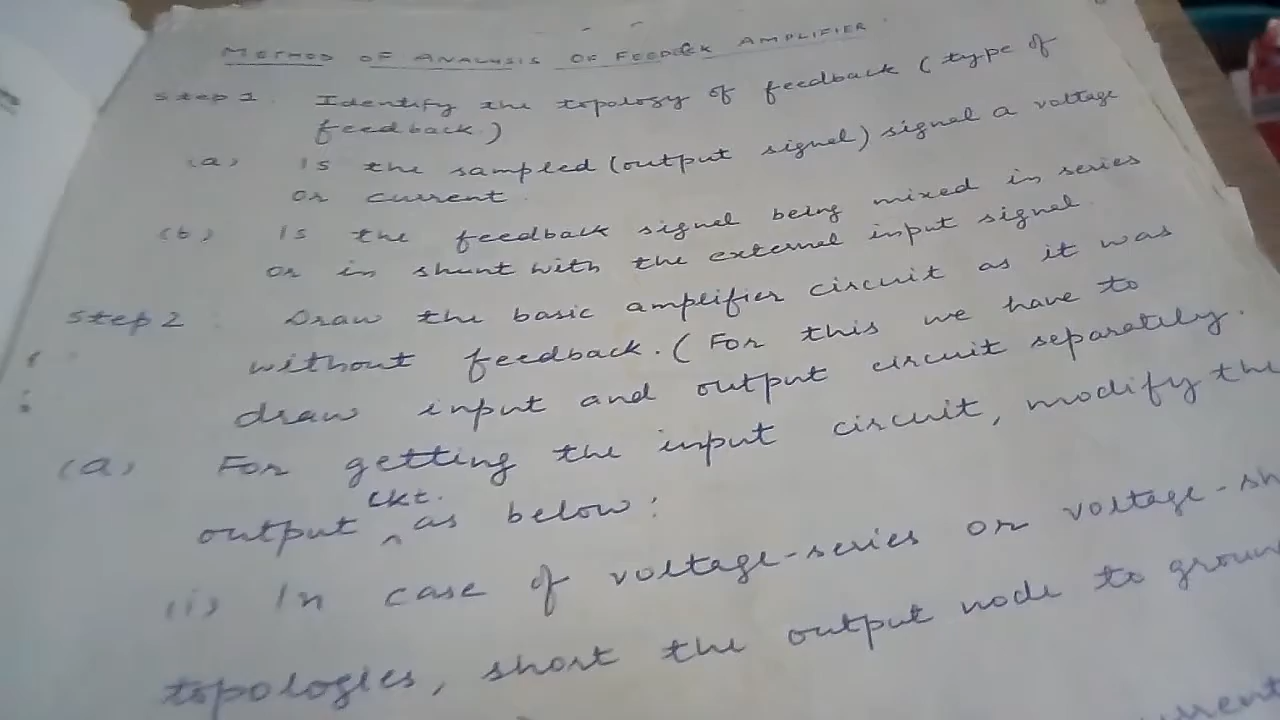 METHOD OF ANALYSIS OF FEEDBCK AMPLIFIER
Step 1. Identify the topology of feedback (type of
feedback)
(a) Is the sampled (output signal) signal a voltage
or current
(b) Is the feedback signal being mixed in series
or in shunt with the external input signal.
Step 2 : Draw the basic amplifier circuit as it was
without feedback. (For this we have to
draw input and output circuit separately.
(a) For getting the input circuit, modify the
ckt.
output ^ as below:
(i) In case of voltage-series or voltage-sh
topologies, short the output node to groun